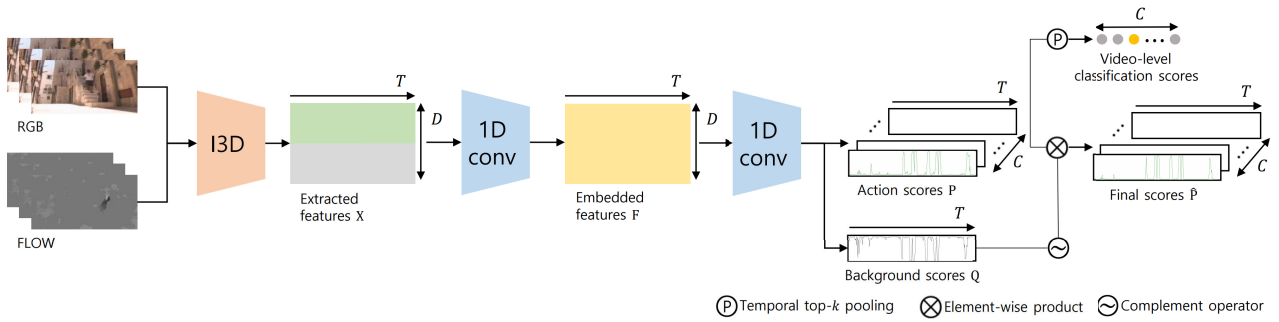 RGB
FLOW
I3D
T
D
Extracted
features X
1D
conv
T
D
Embedded
features F
1D
conv
T
C
Action scores P
T
Background scores Q
P
C
Video-level
classification scores
T
C
Final scores P̂
P Temporal top-k pooling
Element-wise product
~ Complement operator